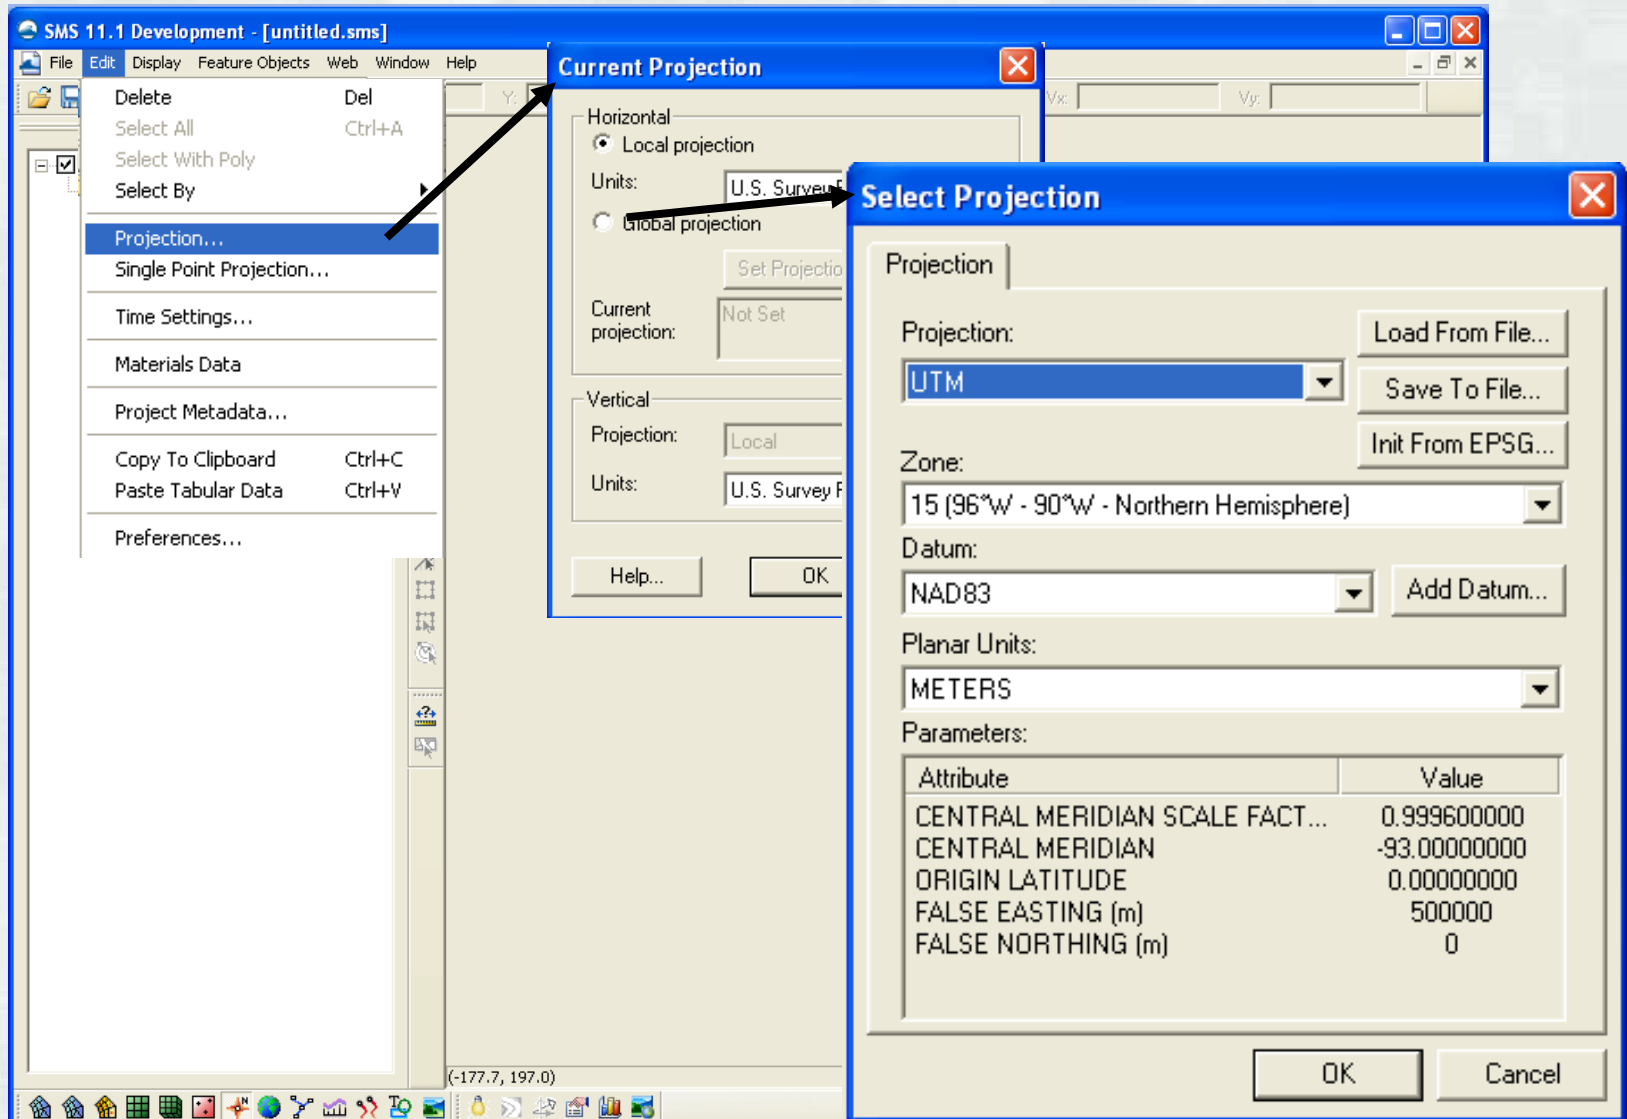 SMS 11.1 Development - [untitled.sms]
File Edit Display Feature Objects Web Window Help
Y: Vx: Vy:
Delete Del
Select All Ctrl+A
Select With Poly
Select By
Projection...
Single Point Projection...
Time Settings...
Materials Data
Project Metadata...
Copy To Clipboard Ctrl+C
Paste Tabular Data Ctrl+V
Preferences...
(-177.7, 197.0)
Current Projection
Horizontal
Local projection
Units: U.S. Survey F
Global projection
Set Projectio
Current
projection:
Not Set
Vertical
Projection: Local
Units: U.S. Survey F
Help... OK
Select Projection
Projection
Projection:
UTM
Load From File...
Save To File...
Init From EPSG...
Zone:
15 (96°W - 90°W - Northern Hemisphere)
Datum:
NAD83
Add Datum...
Planar Units:
METERS
Parameters:
Attribute Value
CENTRAL MERIDIAN SCALE FACT... 0.999600000
CENTRAL MERIDIAN -93.00000000
ORIGIN LATITUDE 0.00000000
FALSE EASTING (m) 500000
FALSE NORTHING (m) 0
OK Cancel